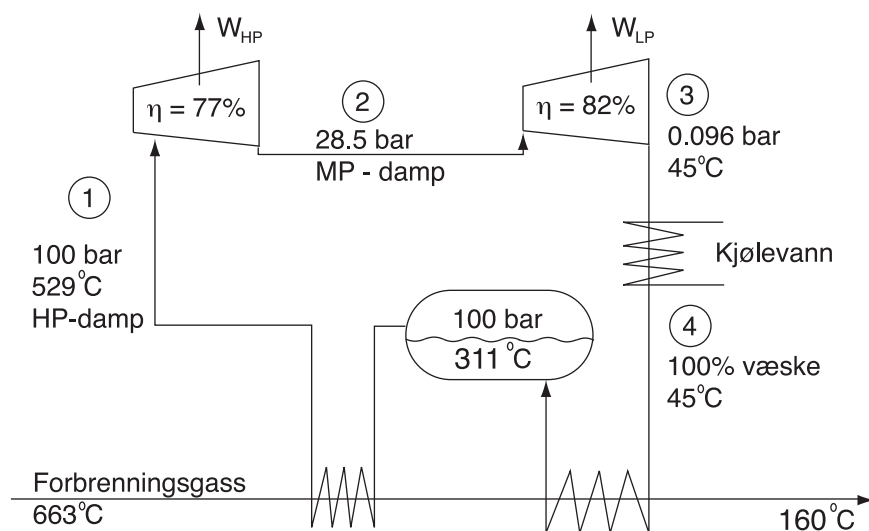 W_HP
η = 77%
2
28.5 bar
MP - damp
W_LP
η = 82%
3
0.096 bar
45°C
1
100 bar
529°C
HP-damp
Kjølevann
100 bar
311 °C
4
100% væske
45°C
Forbrenningsgass
663°C
160°C